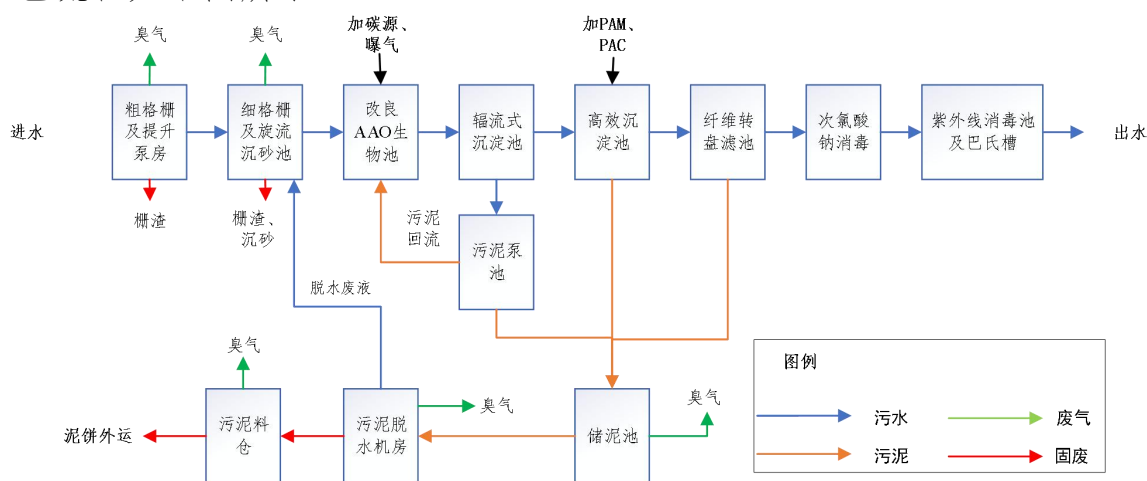 臭气
臭气
加碳源、
曝气
加PAM、
PAC
进水
粗格栅
及提升
泵房
细格栅
及旋流
沉砂池
改良
AAO生
物池
辐流式
沉淀池
高效沉
淀池
纤维转
盘滤池
次氯酸
钠消毒
紫外线消毒池
及巴氏槽
出水
栅渣
栅渣、
沉砂
污泥
回流
污泥泵
池
脱水废液
臭气
泥饼外运
污泥料
仓
污泥脱
水机房
臭气
储泥池
臭气
图例
污水
废气
污泥
固废